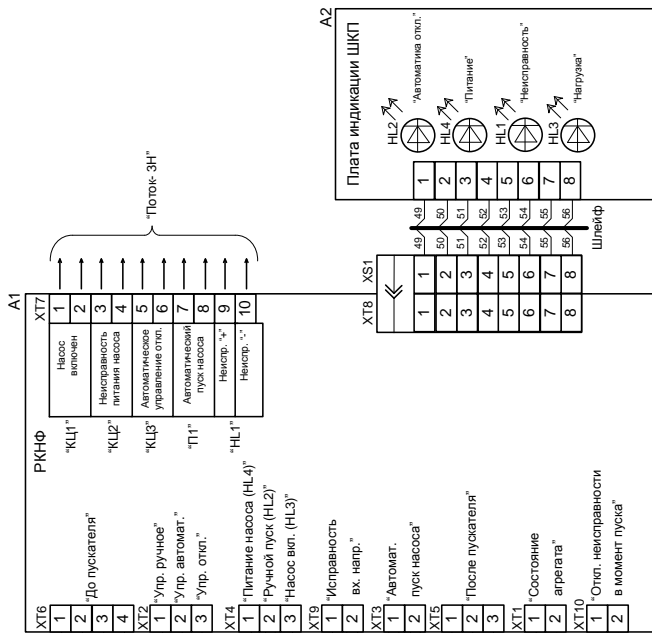 A1
РКНФ
XT6
1
2
3
4
"До пускателя"
XT2
1
2
3
"Упр. ручное"
"Упр. автомат."
"Упр. откл."
XT4
1
2
3
"Питание насоса (HL4)"
"Ручной пуск (HL2)"
"Насос вкл. (HL3)"
XT9
1
2
"Исправность
вх. напр."
XT3
1
2
"Автомат.
пуск насоса"
XT5
1
2
3
"После пускателя"
XT1
1
2
"Состояние
агрегата"
XT10
1
2
"Откл. неисправности
в момент пуска"
"КЦ1"
"КЦ2"
"КЦ3"
"П1"
"HL1"
Насос
включен
Неисправность
питания насоса
Автоматическое
управление откл.
Автоматический
пуск насоса
Неиспр. "+"
Неиспр. "-"
XT7
1
2
3
4
5
6
7
8
9
10
"Поток- 3Н"
XT8
1
2
3
4
5
6
7
8
XS1
1
2
3
4
5
6
7
8
49
50
51
52
53
54
55
56
Шлейф
49
50
51
52
53
54
55
56
A2
Плата индикации ШКП
1
2
3
4
5
6
7
8
HL2
"Автоматика откл."
HL4
"Питание"
HL1
"Неисправность"
HL3
"Нагрузка"